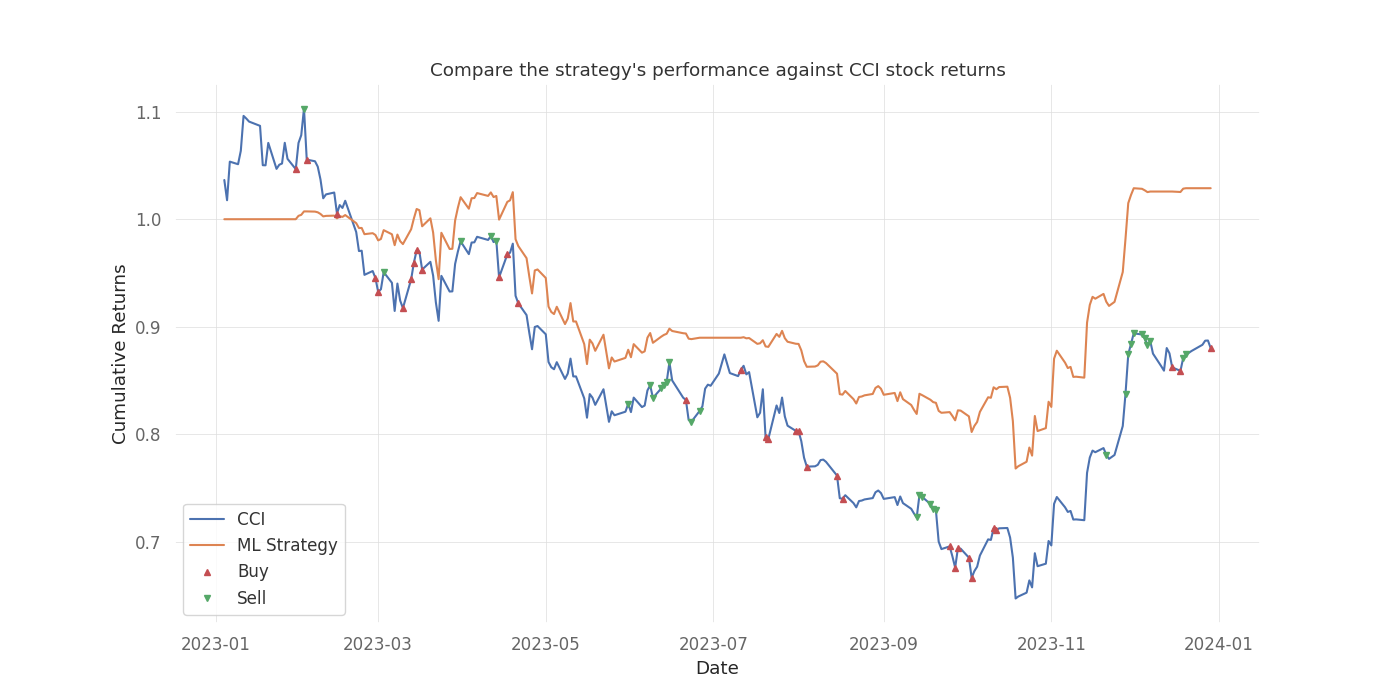 Compare the strategy's performance against CCI stock returns
Cumulative Returns
1.1
1.0
0.9
0.8
0.7
CCI
ML Strategy
Buy
Sell
2023-01 2023-03 2023-05 2023-07 2023-09 2023-11 2024-01
Date